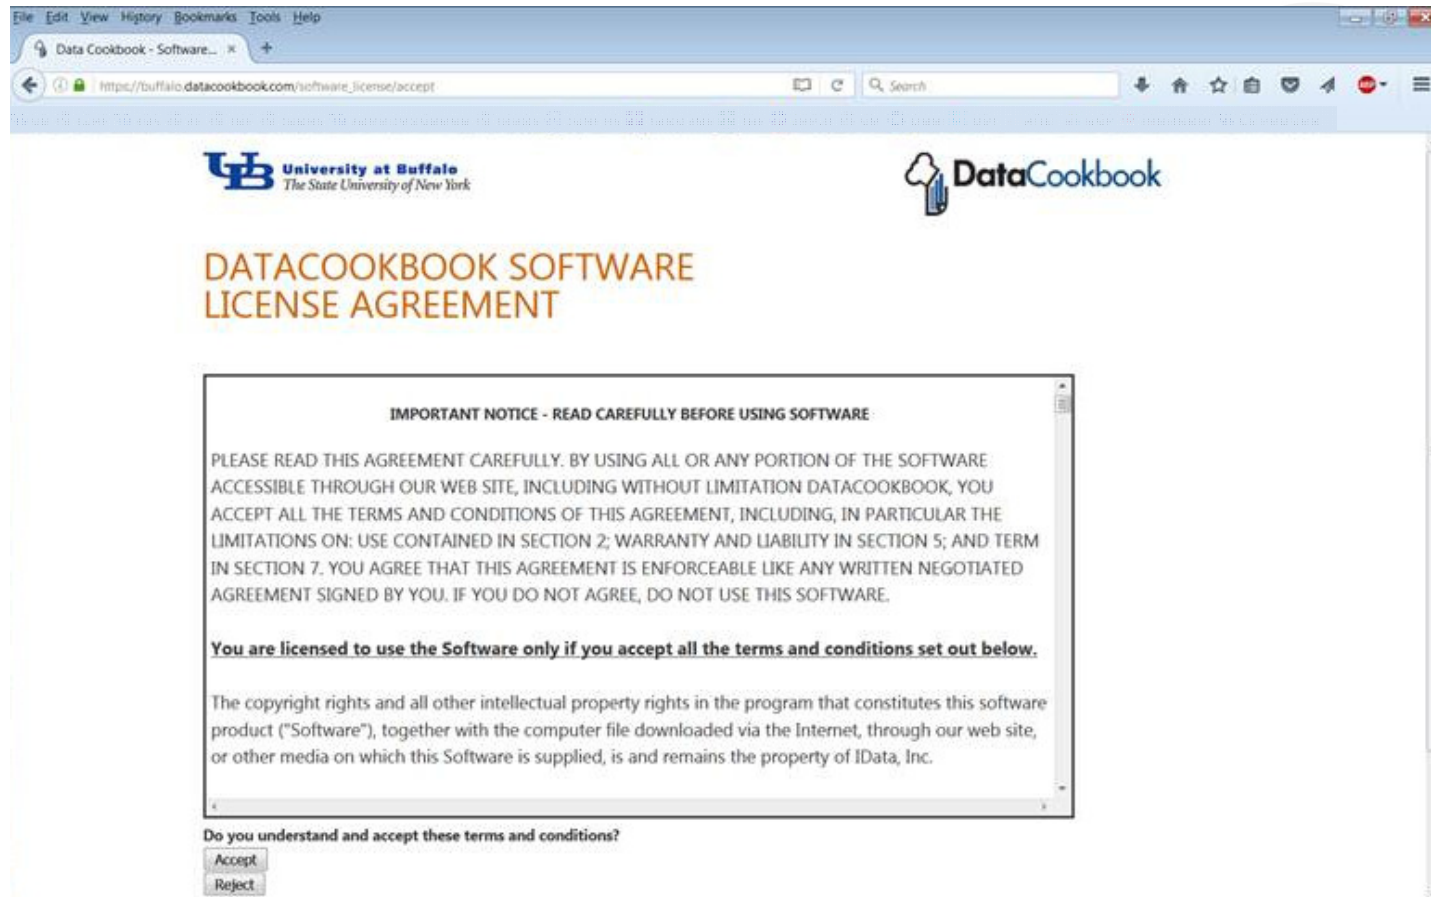 File Edit View History Bookmarks Tools Help
Data Cookbook - Software... × +
https://buffalo.datacookbook.com/software_license/accept Search
UB University at Buffalo
The State University of New York
DataCookbook
DATACOOKBOOK SOFTWARE
LICENSE AGREEMENT
IMPORTANT NOTICE - READ CAREFULLY BEFORE USING SOFTWARE
PLEASE READ THIS AGREEMENT CAREFULLY. BY USING ALL OR ANY PORTION OF THE SOFTWARE
ACCESSIBLE THROUGH OUR WEB SITE, INCLUDING WITHOUT LIMITATION DATACOOKBOOK, YOU
ACCEPT ALL THE TERMS AND CONDITIONS OF THIS AGREEMENT, INCLUDING, IN PARTICULAR THE
LIMITATIONS ON: USE CONTAINED IN SECTION 2; WARRANTY AND LIABILITY IN SECTION 5; AND TERM
IN SECTION 7. YOU AGREE THAT THIS AGREEMENT IS ENFORCEABLE LIKE ANY WRITTEN NEGOTIATED
AGREEMENT SIGNED BY YOU. IF YOU DO NOT AGREE, DO NOT USE THIS SOFTWARE.
You are licensed to use the Software only if you accept all the terms and conditions set out below.
The copyright rights and all other intellectual property rights in the program that constitutes this software
product ("Software"), together with the computer file downloaded via the Internet, through our web site,
or other media on which this Software is supplied, is and remains the property of IData, Inc.
Do you understand and accept these terms and conditions?
Accept
Reject